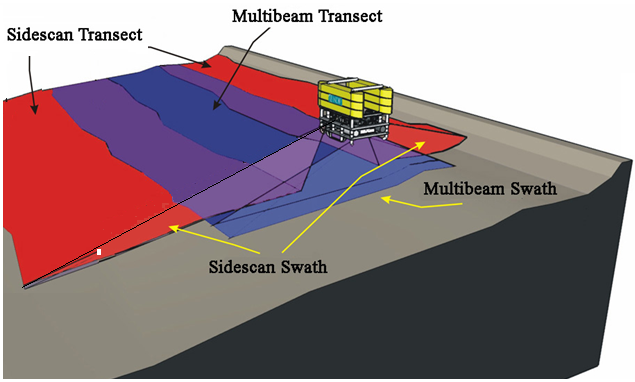 Multibeam Transect
Sidescan Transect
Multibeam Swath
Sidescan Swath